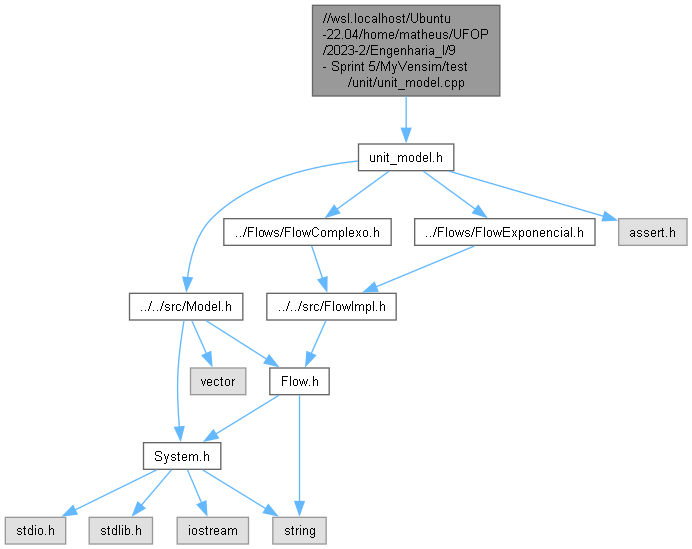 //wsl.localhost/Ubuntu
-22.04/home/matheus/UFOP
/2023-2/Engenharia_I/9
- Sprint 5/MyVensim/test
/unit/unit_model.cpp
unit_model.h
../Flows/FlowComplexo.h
../Flows/FlowExponencial.h
assert.h
../../src/Model.h
../../src/FlowImpl.h
vector
Flow.h
System.h
stdio.h
stdlib.h
iostream
string